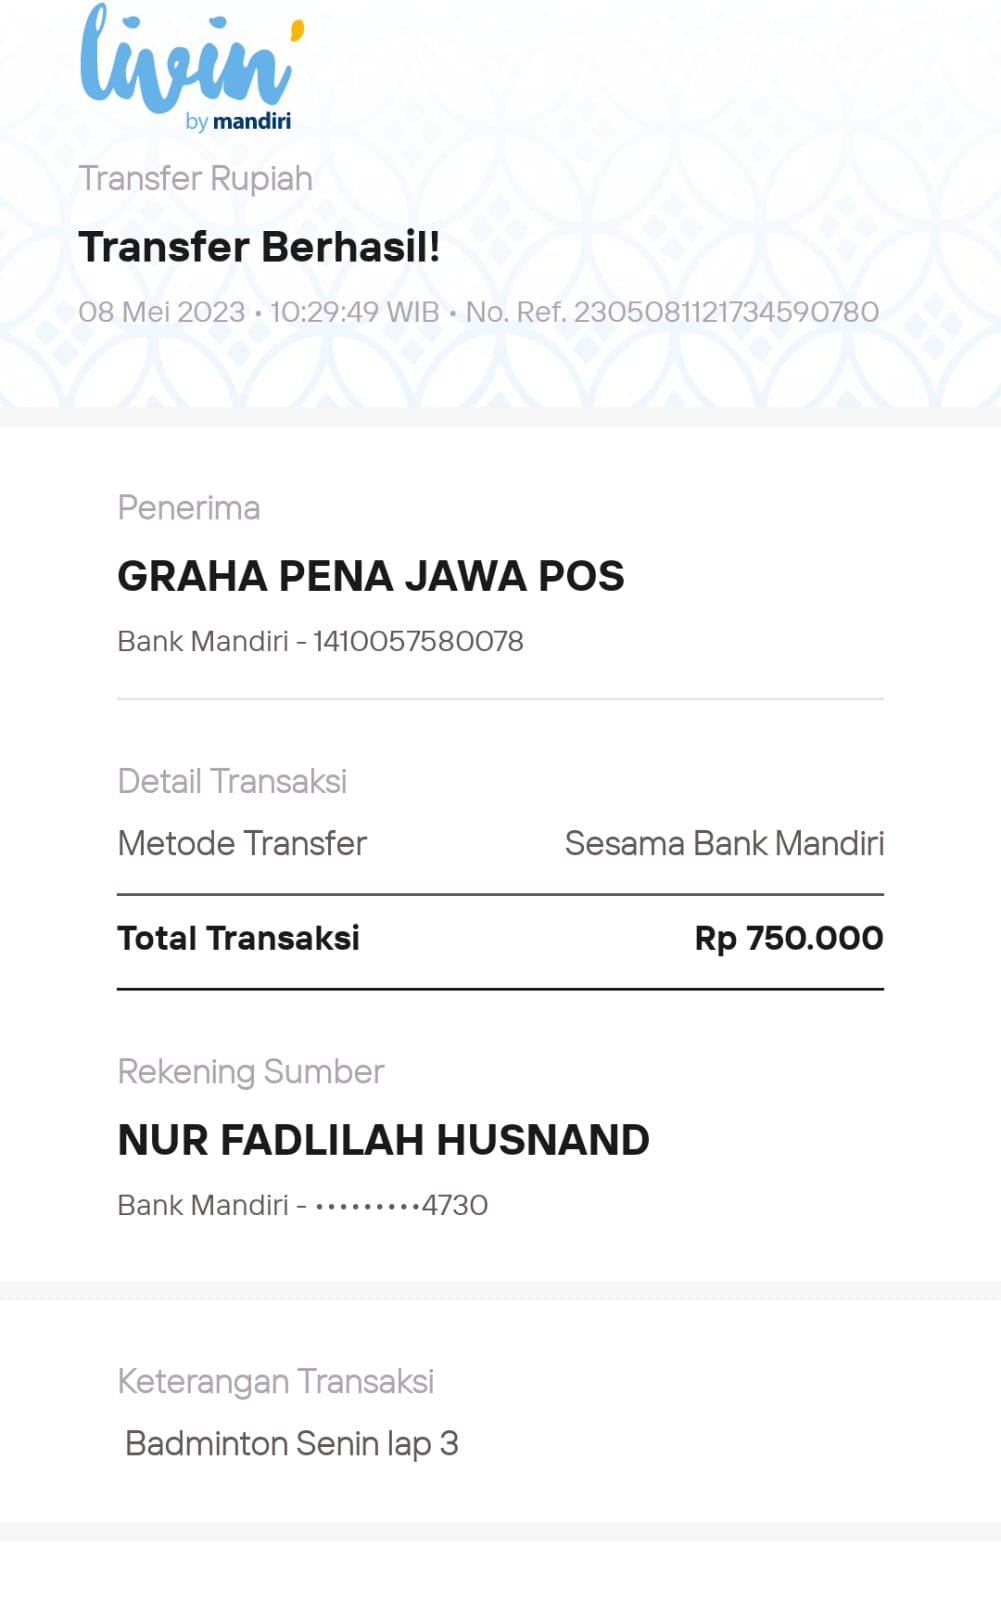 livin'
by mandiri
Transfer Rupiah
Transfer Berhasil!
08 Mei 2023 • 10:29:49 WIB • No. Ref. 2305081121734590780
Penerima
GRAHA PENA JAWA POS
Bank Mandiri - 1410057580078
Detail Transaksi
Metode Transfer Sesama Bank Mandiri
Total Transaksi Rp 750.000
Rekening Sumber
NUR FADLILAH HUSNAND
Bank Mandiri - •••••••••4730
Keterangan Transaksi
Badminton Senin lap 3